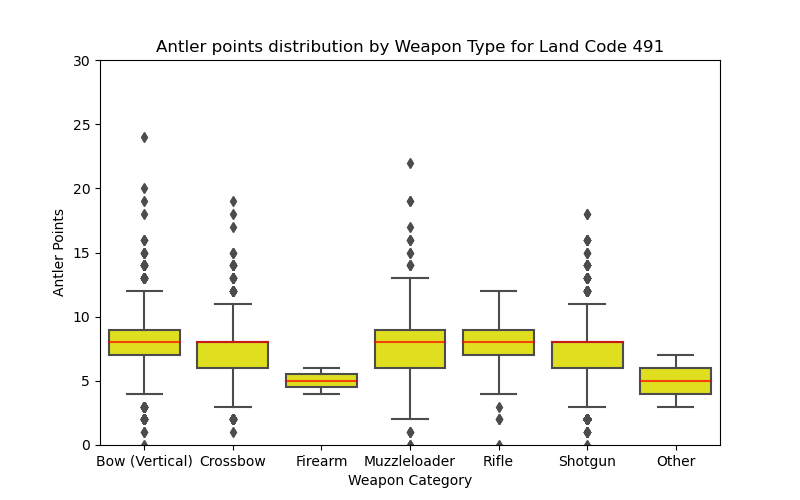 Antler points distribution by Weapon Type for Land Code 491
30
25
20
15
10
5
0
Antler Points
Bow (Vertical) Crossbow Firearm Muzzleloader Rifle Shotgun Other
Weapon Category